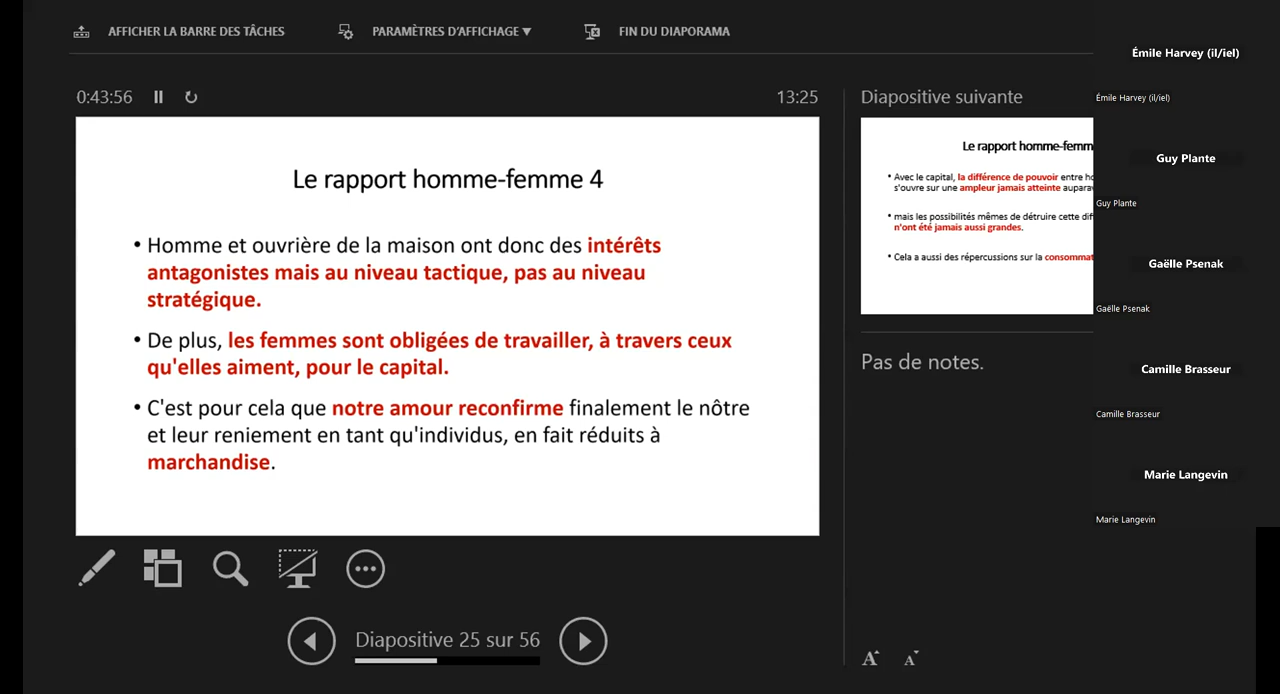 AFFICHER LA BARRE DES TÂCHES
PARAMÈTRES D'AFFICHAGE ▼
FIN DU DIAPORAMA
0:43:56
13:25
Le rapport homme-femme 4
• Homme et ouvrière de la maison ont donc des intérêts
antagonistes mais au niveau tactique, pas au niveau
stratégique.
• De plus, les femmes sont obligées de travailler, à travers ceux
qu'elles aiment, pour le capital.
• C'est pour cela que notre amour reconfirme finalement le nôtre
et leur reniement en tant qu'individus, en fait réduits à
marchandise.
Diapositive 25 sur 56
Diapositive suivante
Le rapport homme-femm
• Avec le capital, la différence de pouvoir entre ho
s'ouvre sur une ampleur jamais atteinte aupara
• mais les possibilités mêmes de détruire cette dif
n'ont été jamais aussi grandes.
• Cela a aussi des répercussions sur la consommat
Pas de notes.
A A
Émile Harvey (il/iel)
Émile Harvey (il/iel)
Guy Plante
Guy Plante
Gaëlle Psenak
Gaëlle Psenak
Camille Brasseur
Camille Brasseur
Marie Langevin
Marie Langevin